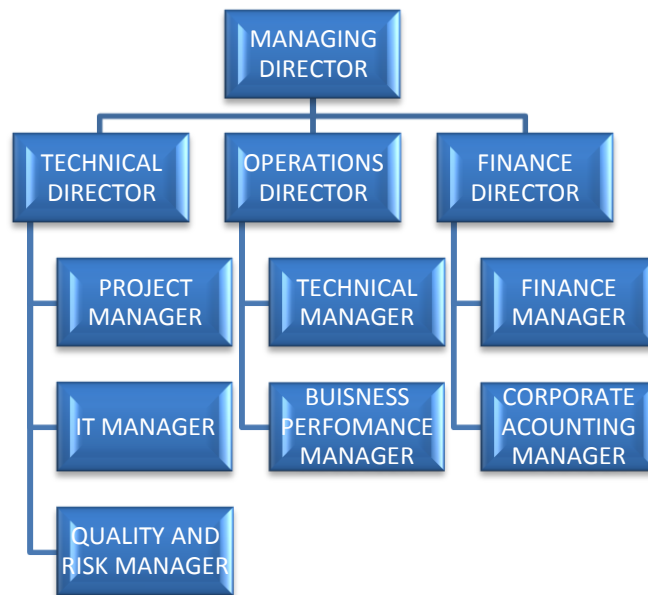 MANAGING
DIRECTOR
TECHNICAL
DIRECTOR
OPERATIONS
DIRECTOR
FINANCE
DIRECTOR
PROJECT
MANAGER
TECHNICAL
MANAGER
FINANCE
MANAGER
IT MANAGER
BUISNESS
PERFOMANCE
MANAGER
CORPORATE
ACOUNTING
MANAGER
QUALITY AND
RISK MANAGER